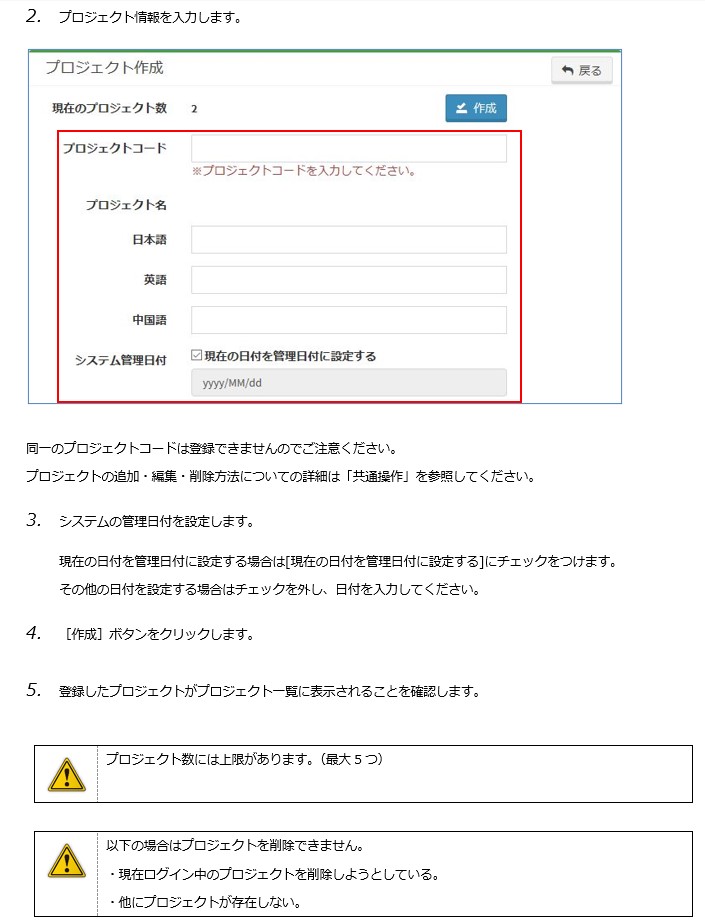 2. プロジェクト情報を入力します。
プロジェクト作成
戻る
現在のプロジェクト数 2
作成
プロジェクトコード
※プロジェクトコードを入力してください。
プロジェクト名
日本語
英語
中国語
システム管理日付
現在の日付を管理日付に設定する
yyyy/MM/dd
同一のプロジェクトコードは登録できませんのでご注意ください。
プロジェクトの追加・編集・削除方法についての詳細は「共通操作」を参照してください。
3. システムの管理日付を設定します。
現在の日付を管理日付に設定する場合は[現在の日付を管理日付に設定する]にチェックをつけます。
その他の日付を設定する場合はチェックを外し、日付を入力してください。
4. ［作成］ボタンをクリックします。
5. 登録したプロジェクトがプロジェクト一覧に表示されることを確認します。
プロジェクト数には上限があります。（最大５つ）
以下の場合はプロジェクトを削除できません。
・現在ログイン中のプロジェクトを削除しようとしている。
・他にプロジェクトが存在しない。